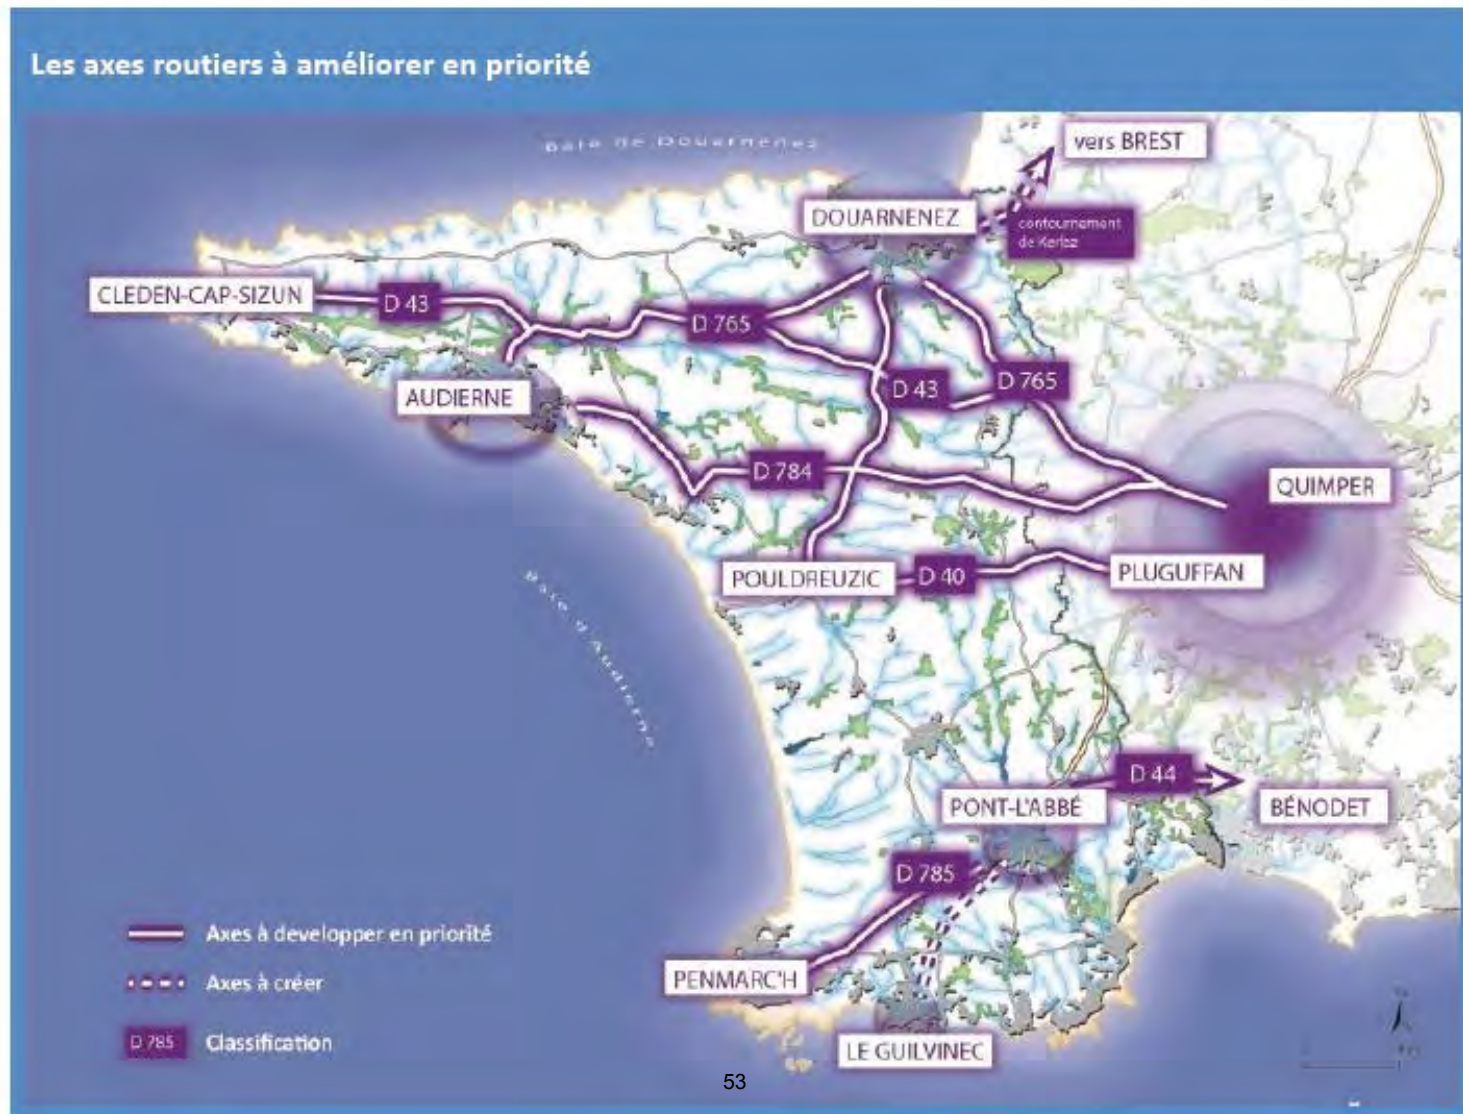 Les axes routiers à améliorer en priorité
Baie de Douarnenez
vers BREST
DOUARNENEZ
contournement
de Kerlaz
CLEDEN-CAP-SIZUN
D 43
D 765
AUDIERNE
D 43
D 765
D 784
QUIMPER
POULDREUZIC
D 40
PLUGUFFAN
Baie d'Audierne
D 44
PONT-L'ABBÉ
BÉNODET
D 785
Axes à developper en priorité
PENMARC'H
Axes à créer
D 785
Classification
LE GUILVINEC
53